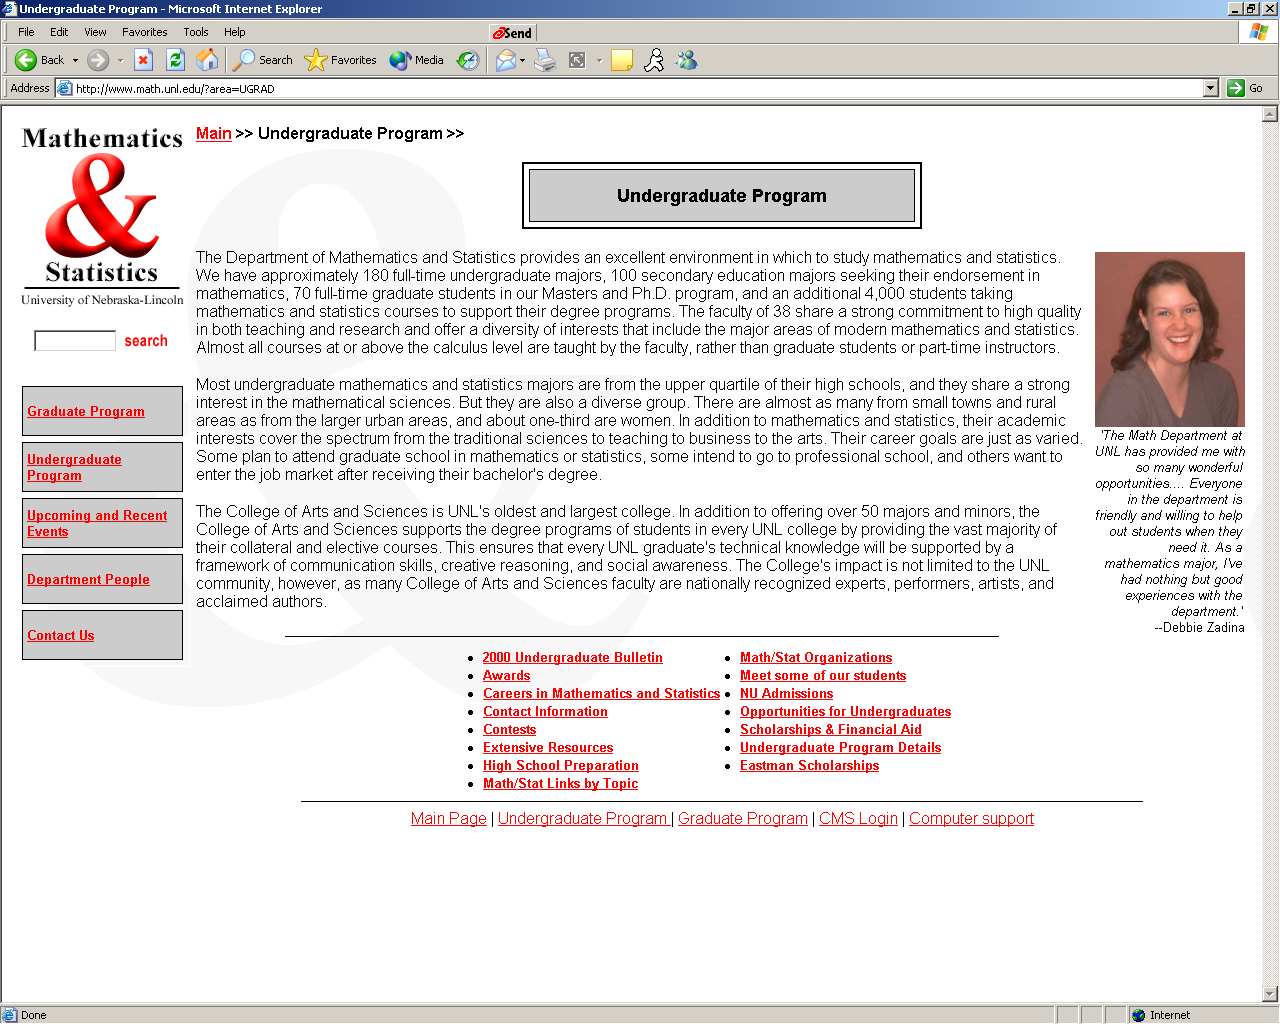 Undergraduate Program - Microsoft Internet Explorer
File Edit View Favorites Tools Help
Send
Back Search Favorites Media
Address http://www.math.unl.edu/?area=UGRAD Go
Mathematics
&
Statistics
University of Nebraska-Lincoln
search
Graduate Program
Undergraduate
Program
Upcoming and Recent
Events
Department People
Contact Us
Main >> Undergraduate Program >>
Undergraduate Program
The Department of Mathematics and Statistics provides an excellent environment in which to study mathematics and statistics.
We have approximately 180 full-time undergraduate majors, 100 secondary education majors seeking their endorsement in
mathematics, 70 full-time graduate students in our Masters and Ph.D. program, and an additional 4,000 students taking
mathematics and statistics courses to support their degree programs. The faculty of 38 share a strong commitment to high quality
in both teaching and research and offer a diversity of interests that include the major areas of modern mathematics and statistics.
Almost all courses at or above the calculus level are taught by the faculty, rather than graduate students or part-time instructors.
Most undergraduate mathematics and statistics majors are from the upper quartile of their high schools, and they share a strong
interest in the mathematical sciences. But they are also a diverse group. There are almost as many from small towns and rural
areas as from the larger urban areas, and about one-third are women. In addition to mathematics and statistics, their academic
interests cover the spectrum from the traditional sciences to teaching to business to the arts. Their career goals are just as varied.
Some plan to attend graduate school in mathematics or statistics, some intend to go to professional school, and others want to
enter the job market after receiving their bachelor's degree.
The College of Arts and Sciences is UNL's oldest and largest college. In addition to offering over 50 majors and minors, the
College of Arts and Sciences supports the degree programs of students in every UNL college by providing the vast majority of
their collateral and elective courses. This ensures that every UNL graduate's technical knowledge will be supported by a
framework of communication skills, creative reasoning, and social awareness. The College's impact is not limited to the UNL
community, however, as many College of Arts and Sciences faculty are nationally recognized experts, performers, artists, and
acclaimed authors.
'The Math Department at
UNL has provided me with
so many wonderful
opportunities.... Everyone
in the department is
friendly and willing to help
out students when they
need it. As a
mathematics major, I've
had nothing but good
experiences with the
department.'
--Debbie Zadina
2000 Undergraduate Bulletin
Awards
Careers in Mathematics and Statistics
Contact Information
Contests
Extensive Resources
High School Preparation
Math/Stat Links by Topic
Math/Stat Organizations
Meet some of our students
NU Admissions
Opportunities for Undergraduates
Scholarships & Financial Aid
Undergraduate Program Details
Eastman Scholarships
Main Page | Undergraduate Program | Graduate Program | CMS Login | Computer support
Done Internet